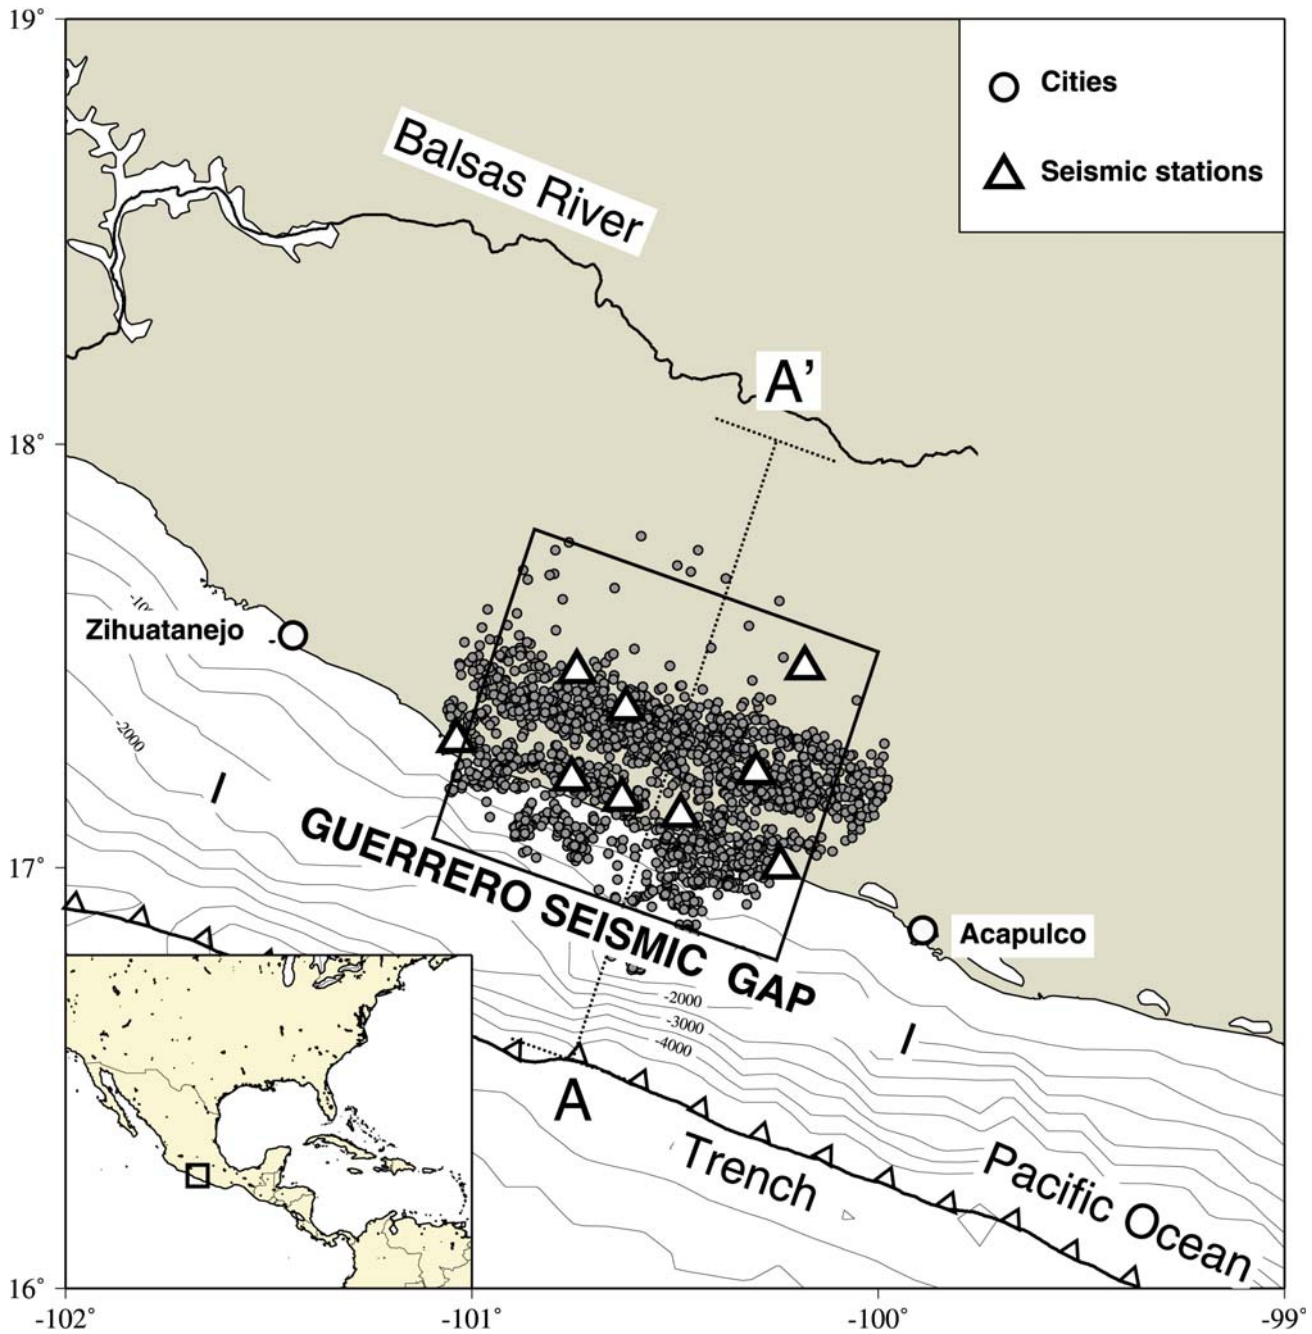 19°
Cities
Seismic stations
Balsas River
A’
18°
Zihuatanejo
-2000
GUERRERO SEISMIC GAP
17°
Acapulco
-2000
-3000
-4000
A
Trench
Pacific Ocean
16°
-102°
-101°
-100°
-99°